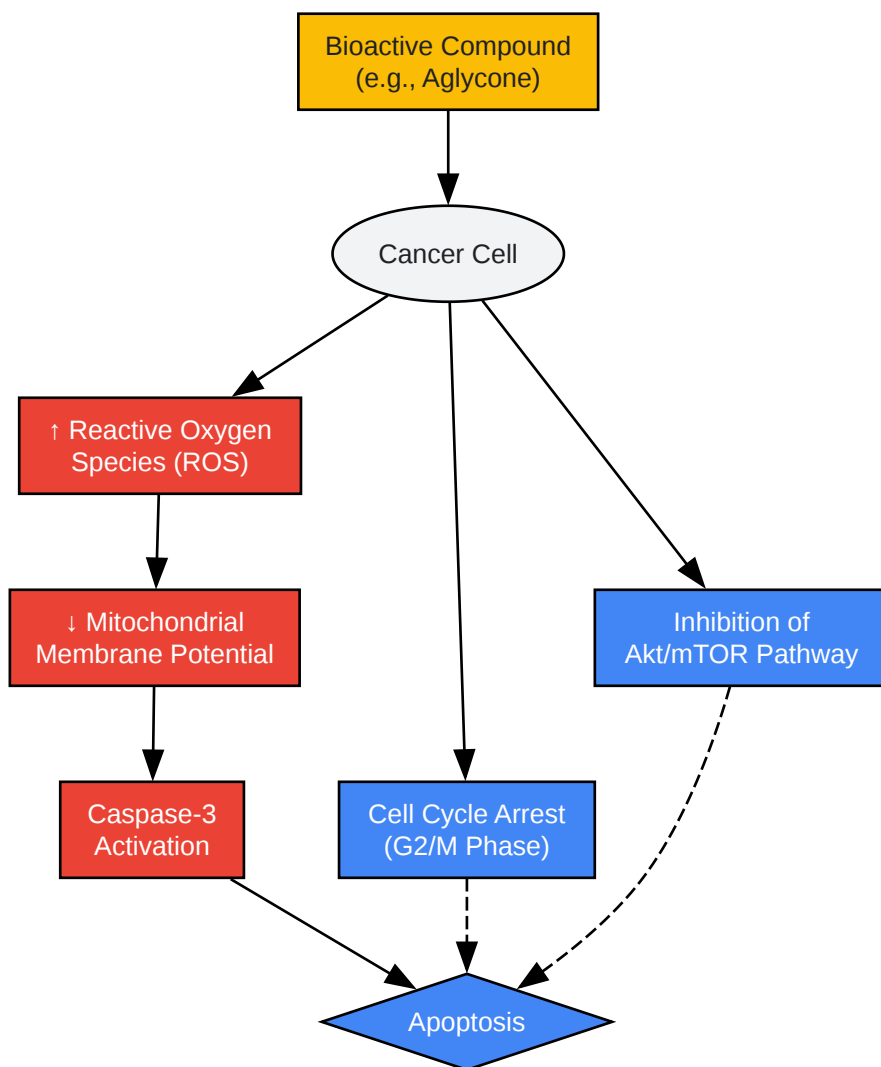 Bioactive Compound
(e.g., Aglycone)
Cancer Cell
↑ Reactive Oxygen
Species (ROS)
↓ Mitochondrial
Membrane Potential
Inhibition of
Akt/mTOR Pathway
Caspase-3
Activation
Cell Cycle Arrest
(G2/M Phase)
Apoptosis